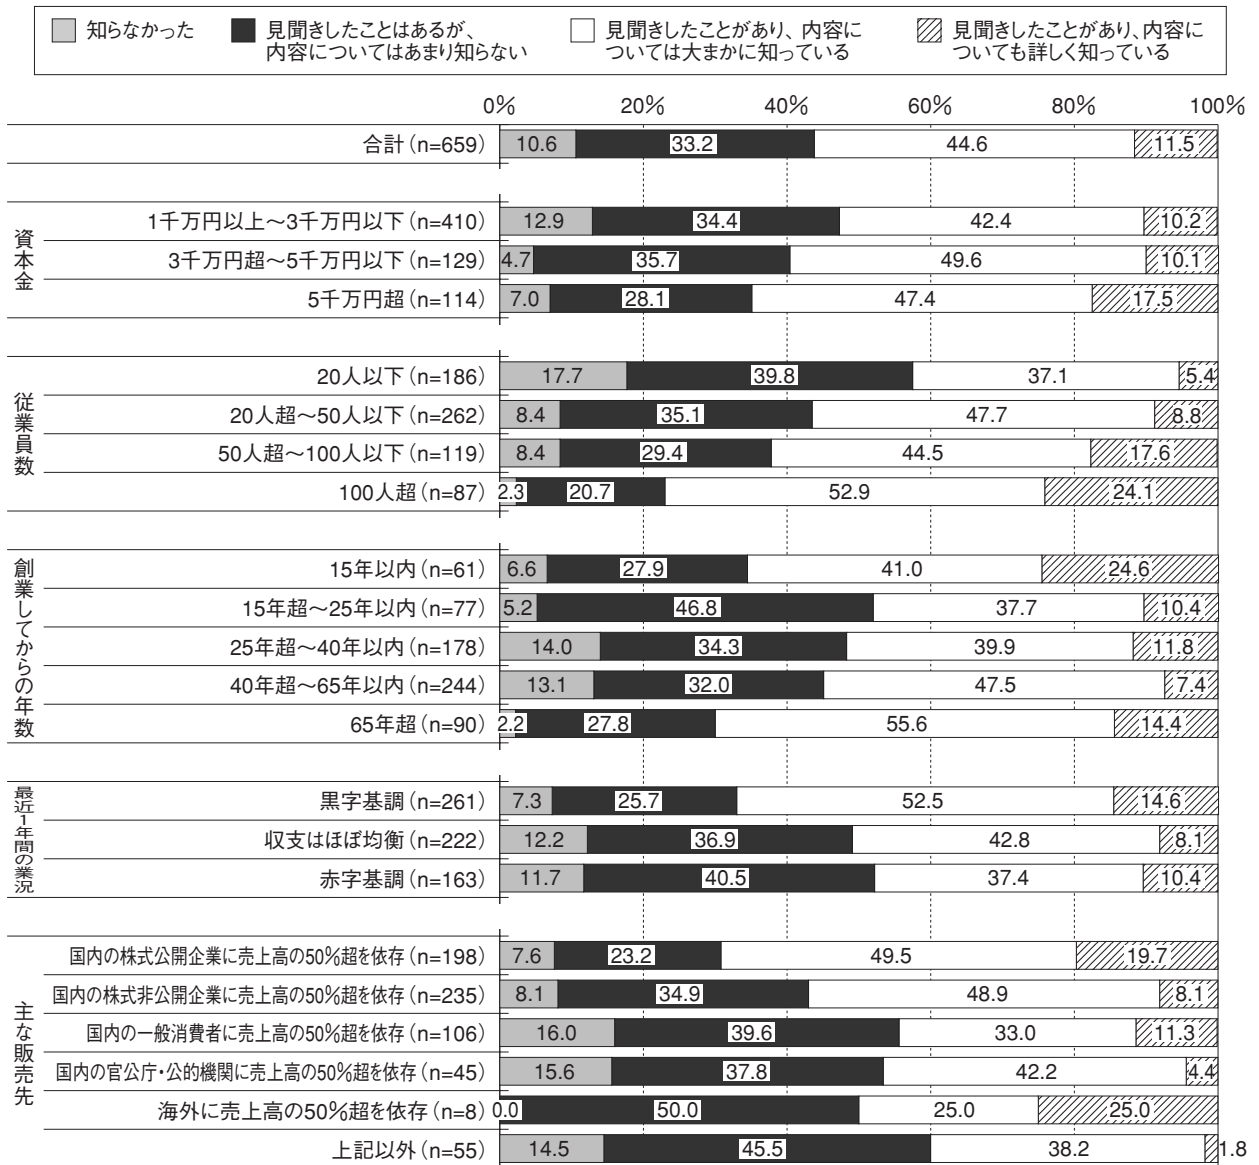 知らなかった
見聞きしたことはあるが、
内容についてはあまり知らない
見聞きしたことがあり、内容に
ついては大まかに知っている
見聞きしたことがあり、内容に
ついても詳しく知っている
0% 20% 40% 60% 80% 100%
合計(n=659) 10.6 33.2 44.6 11.5
資本金
1千万円以上～3千万円以下(n=410) 12.9 34.4 42.4 10.2
3千万円超～5千万円以下(n=129) 4.7 35.7 49.6 10.1
5千万円超(n=114) 7.0 28.1 47.4 17.5
従業員数
20人以下(n=186) 17.7 39.8 37.1 5.4
20人超～50人以下(n=262) 8.4 35.1 47.7 8.8
50人超～100人以下(n=119) 8.4 29.4 44.5 17.6
100人超(n=87) 2.3 20.7 52.9 24.1
創業してからの年数
15年以内(n=61) 6.6 27.9 41.0 24.6
15年超～25年以内(n=77) 5.2 46.8 37.7 10.4
25年超～40年以内(n=178) 14.0 34.3 39.9 11.8
40年超～65年以内(n=244) 13.1 32.0 47.5 7.4
65年超(n=90) 2.2 27.8 55.6 14.4
最近1年間の業況
黒字基調(n=261) 7.3 25.7 52.5 14.6
収支はほぼ均衡(n=222) 12.2 36.9 42.8 8.1
赤字基調(n=163) 11.7 40.5 37.4 10.4
主な販売先
国内の株式公開企業に売上高の50%超を依存(n=198) 7.6 23.2 49.5 19.7
国内の株式非公開企業に売上高の50%超を依存(n=235) 8.1 34.9 48.9 8.1
国内の一般消費者に売上高の50%超を依存(n=106) 16.0 39.6 33.0 11.3
国内の官公庁・公的機関に売上高の50%超を依存(n=45) 15.6 37.8 42.2 4.4
海外に売上高の50%超を依存(n=8) 0.0 50.0 25.0 25.0
上記以外(n=55) 14.5 45.5 38.2 1.8